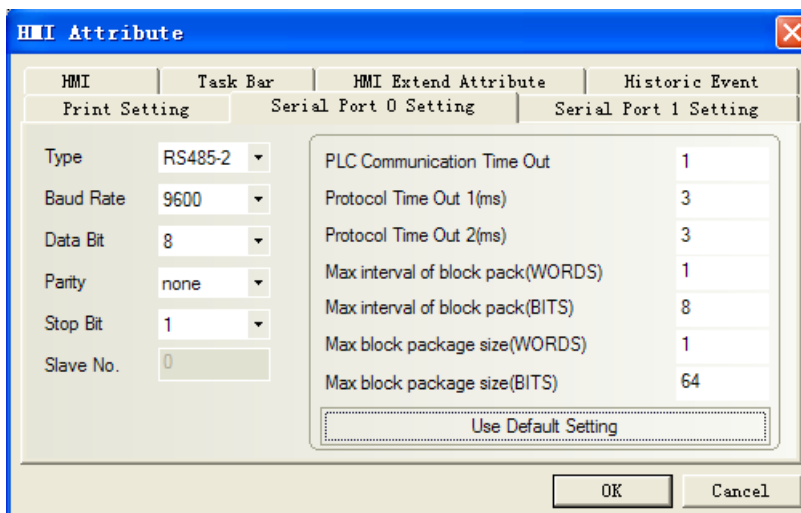 HMI Attribute
HMI Task Bar HMI Extend Attribute Historic Event
Print Setting Serial Port 0 Setting Serial Port 1 Setting
Type RS485-2
Baud Rate 9600
Data Bit 8
Parity none
Stop Bit 1
Slave No. 0
PLC Communication Time Out 1
Protocol Time Out 1(ms) 3
Protocol Time Out 2(ms) 3
Max interval of block pack(WORDS) 1
Max interval of block pack(BITS) 8
Max block package size(WORDS) 1
Max block package size(BITS) 64
Use Default Setting
OK Cancel